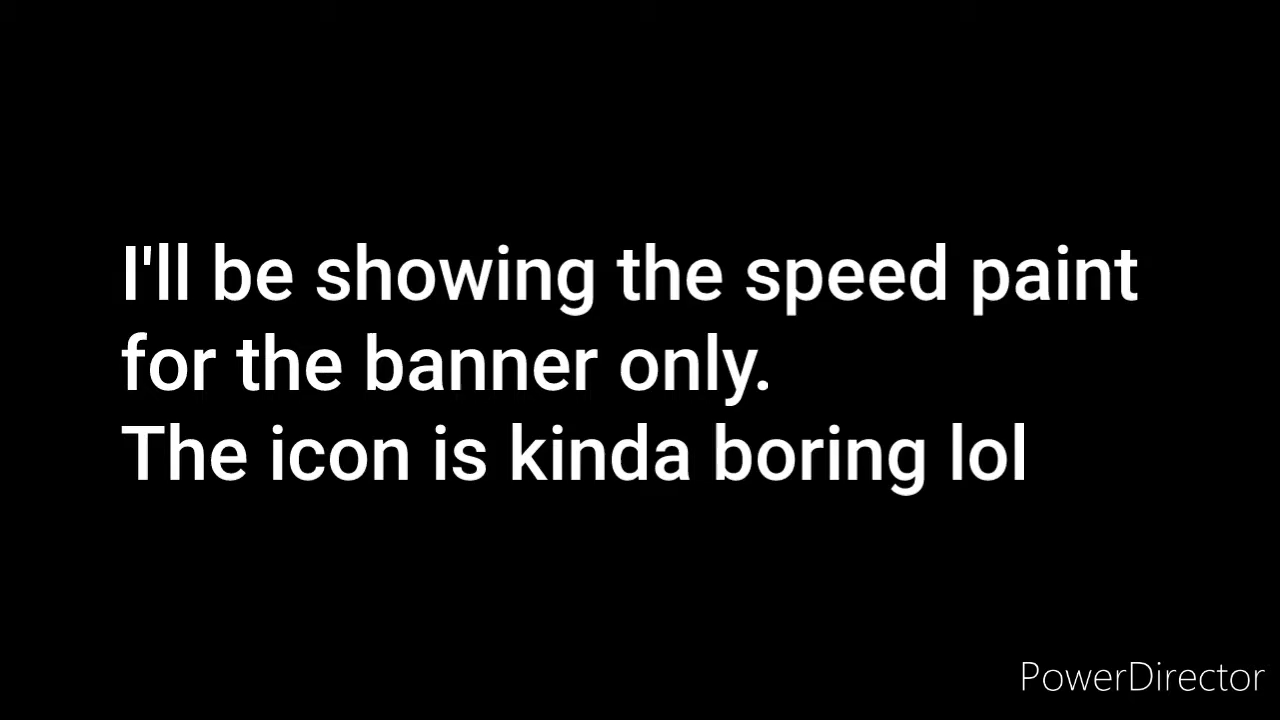 I'll be showing the speed paint
for the banner only.
The icon is kinda boring lol
PowerDirector